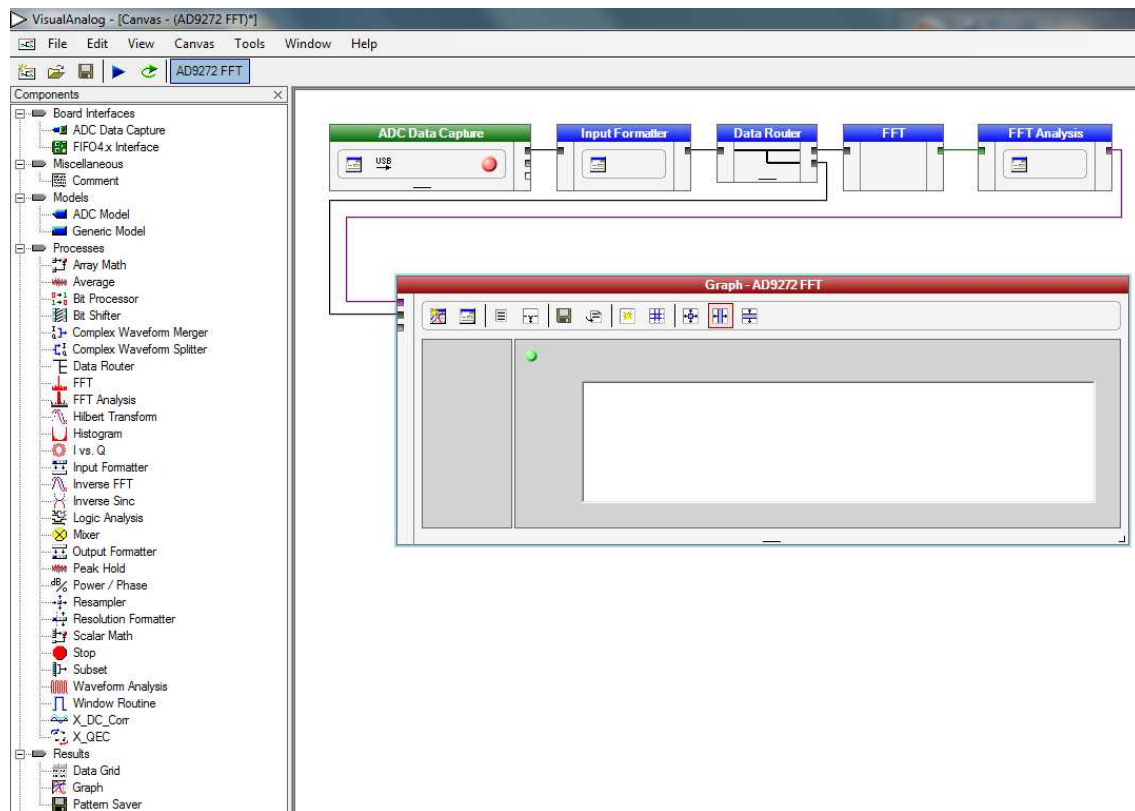 VisualAnalog - [Canvas - (AD9272 FFT)*]
File Edit View Canvas Tools Window Help
AD9272 FFT
Components
Board Interfaces
ADC Data Capture
FIFO4.x Interface
Miscellaneous
Comment
Models
ADC Model
Generic Model
Processes
Array Math
Average
Bit Processor
Bit Shifter
Complex Waveform Merger
Complex Waveform Splitter
Data Router
FFT
FFT Analysis
Hilbert Transform
Histogram
I vs. Q
Input Formatter
Inverse FFT
Inverse Sinc
Logic Analysis
Mixer
Output Formatter
Peak Hold
Power / Phase
Resampler
Resolution Formatter
Scalar Math
Stop
Subset
Waveform Analysis
Window Routine
X_DC_Corr
X_QEC
Results
Data Grid
Graph
Pattern Saver
ADC Data Capture
USB
Input Formatter
Data Router
FFT
FFT Analysis
Graph - AD9272 FFT